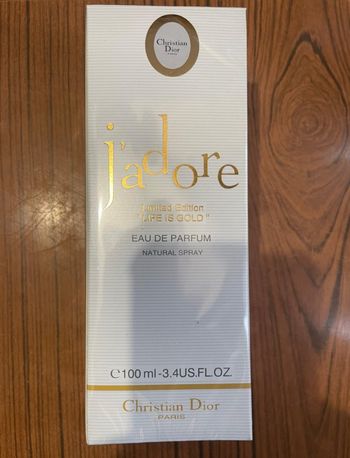 Christian
Dior
PARIS
j'adore
Limited Edition
"LIFE IS GOLD"
EAU DE PARFUM
NATURAL SPRAY
℮100 ml-3.4US.FL.OZ.
Christian Dior
PARIS